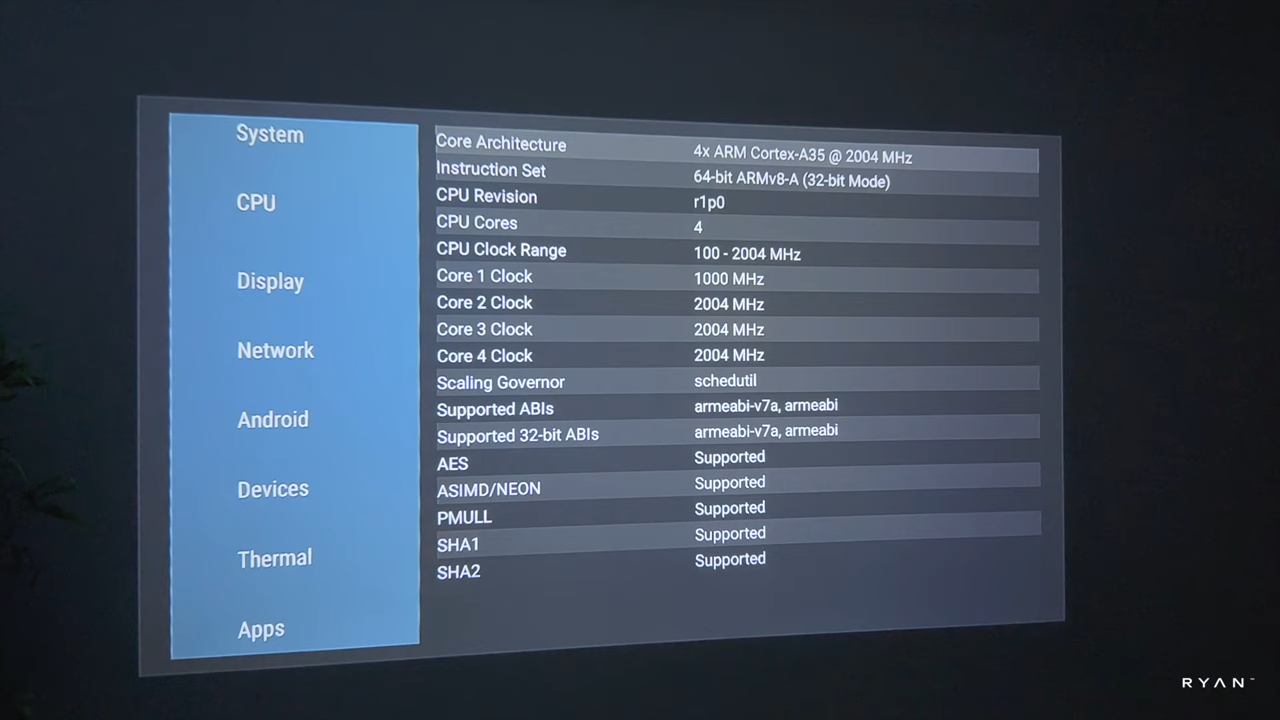 System
CPU
Display
Network
Android
Devices
Thermal
Apps
Core Architecture 4x ARM Cortex-A35 @ 2004 MHz
Instruction Set 64-bit ARMv8-A (32-bit Mode)
CPU Revision r1p0
CPU Cores 4
CPU Clock Range 100 - 2004 MHz
Core 1 Clock 1000 MHz
Core 2 Clock 2004 MHz
Core 3 Clock 2004 MHz
Core 4 Clock 2004 MHz
Scaling Governor schedutil
Supported ABIs armeabi-v7a, armeabi
Supported 32-bit ABIs armeabi-v7a, armeabi
AES Supported
ASIMD/NEON Supported
PMULL Supported
SHA1 Supported
SHA2 Supported
RYAN™